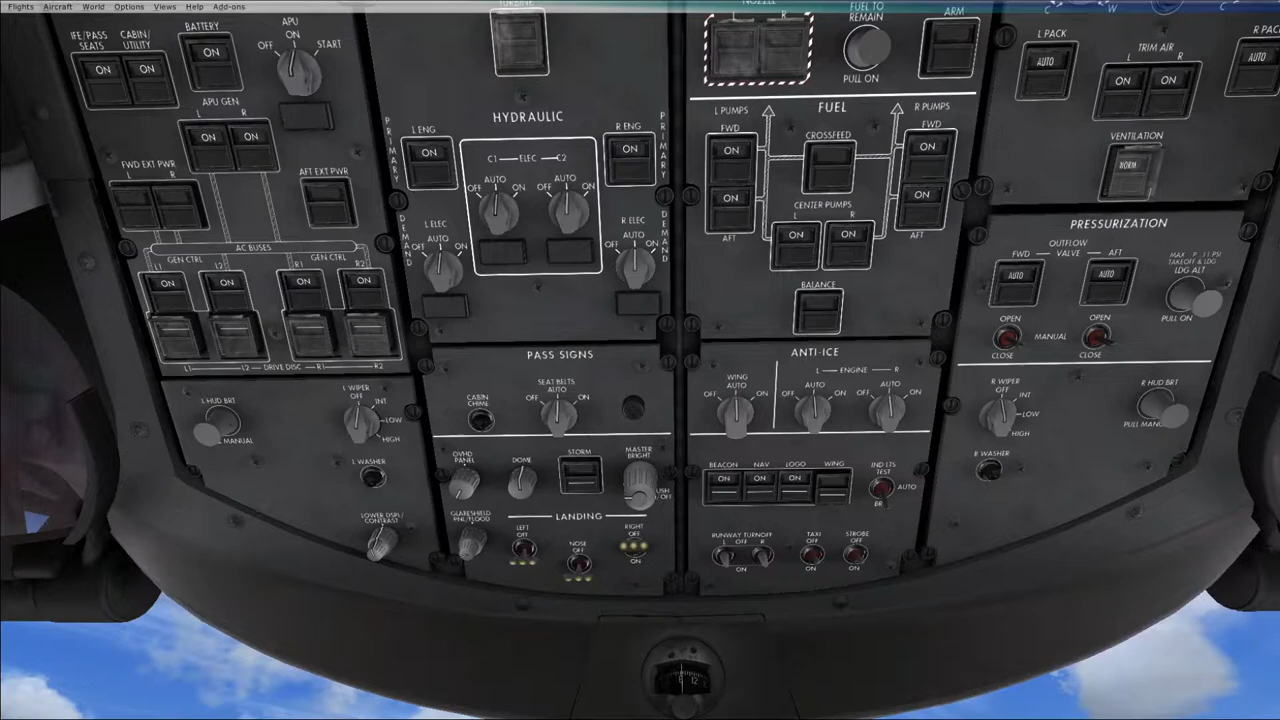 Flights Aircraft World Options Views Help Add-ons
IFE/PASS SEATS
CABIN/ UTILITY
ON
ON
BATTERY
ON
APU
OFF ON START
APU GEN
L R
ON ON
FWD EXT PWR
L R
AFT EXT PWR
AC BUSES
L1 GEN CTRL L2
R1 GEN CTRL R2
ON ON ON ON
L1 L2 DRIVE DISC R1 R2
L HUD BRT
MANUAL
L WIPER
OFF INT
LOW
HIGH
L WASHER
LOWER DSPL/
CONTRAST
HYDRAULIC
PRIMARY
L ENG
ON
R ENG
ON
PRIMARY
C1 ELEC C2
OFF AUTO ON
OFF AUTO ON
DEMAND
L ELEC
OFF AUTO ON
R ELEC
OFF AUTO ON
DEMAND
PASS SIGNS
CABIN
CHIME
SEAT BELTS
OFF AUTO ON
OVHD
PANEL
DOME
STORM
MASTER
BRIGHT
GLARESHIELD
PNL/FLOOD
LANDING
LEFT
OFF
NOSE
OFF
RIGHT
OFF
ON
L R
FUEL TO
REMAIN
PULL ON
ARM
FUEL
L PUMPS
R PUMPS
FWD
ON
ON
AFT
CROSSFEED
FWD
ON
ON
AFT
CENTER PUMPS
L R
ON ON
BALANCE
ANTI-ICE
WING
OFF AUTO ON
L ENGINE R
OFF AUTO ON
OFF AUTO ON
BEACON NAV LOGO WING
ON ON ON
IND LTS
TEST
AUTO
RUNWAY TURNOFF
L OFF R
ON
TAXI
OFF
ON
STROBE
OFF
ON
L PACK
AUTO
TRIM AIR
L R
ON ON
AUTO
VENTILATION
NORM
PRESSURIZATION
FWD OUTFLOW VALVE AFT
AUTO AUTO
OPEN
CLOSE
MANUAL
OPEN
CLOSE
TAKEOFF & LDG
LDG ALT
PULL ON
R WIPER
OFF INT
LOW
HIGH
R WASHER
R HUD BRT
12